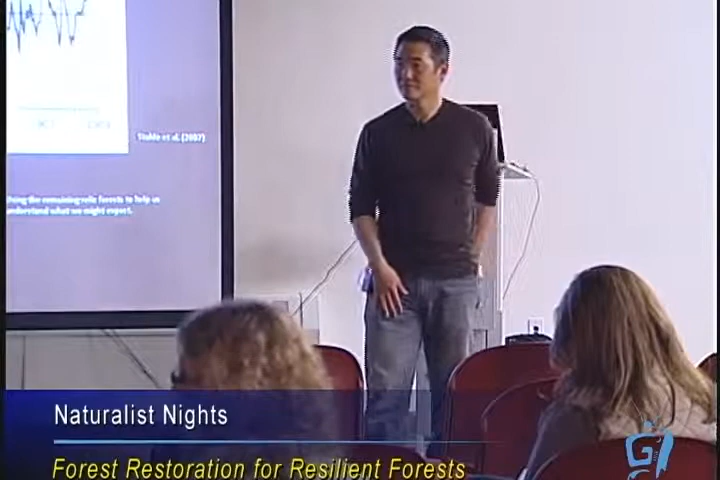 Stahle et al. (2007)
Using the remaining relic forests to help us
understand what we might expect.
Naturalist Nights
Forest Restoration for Resilient Forests
G